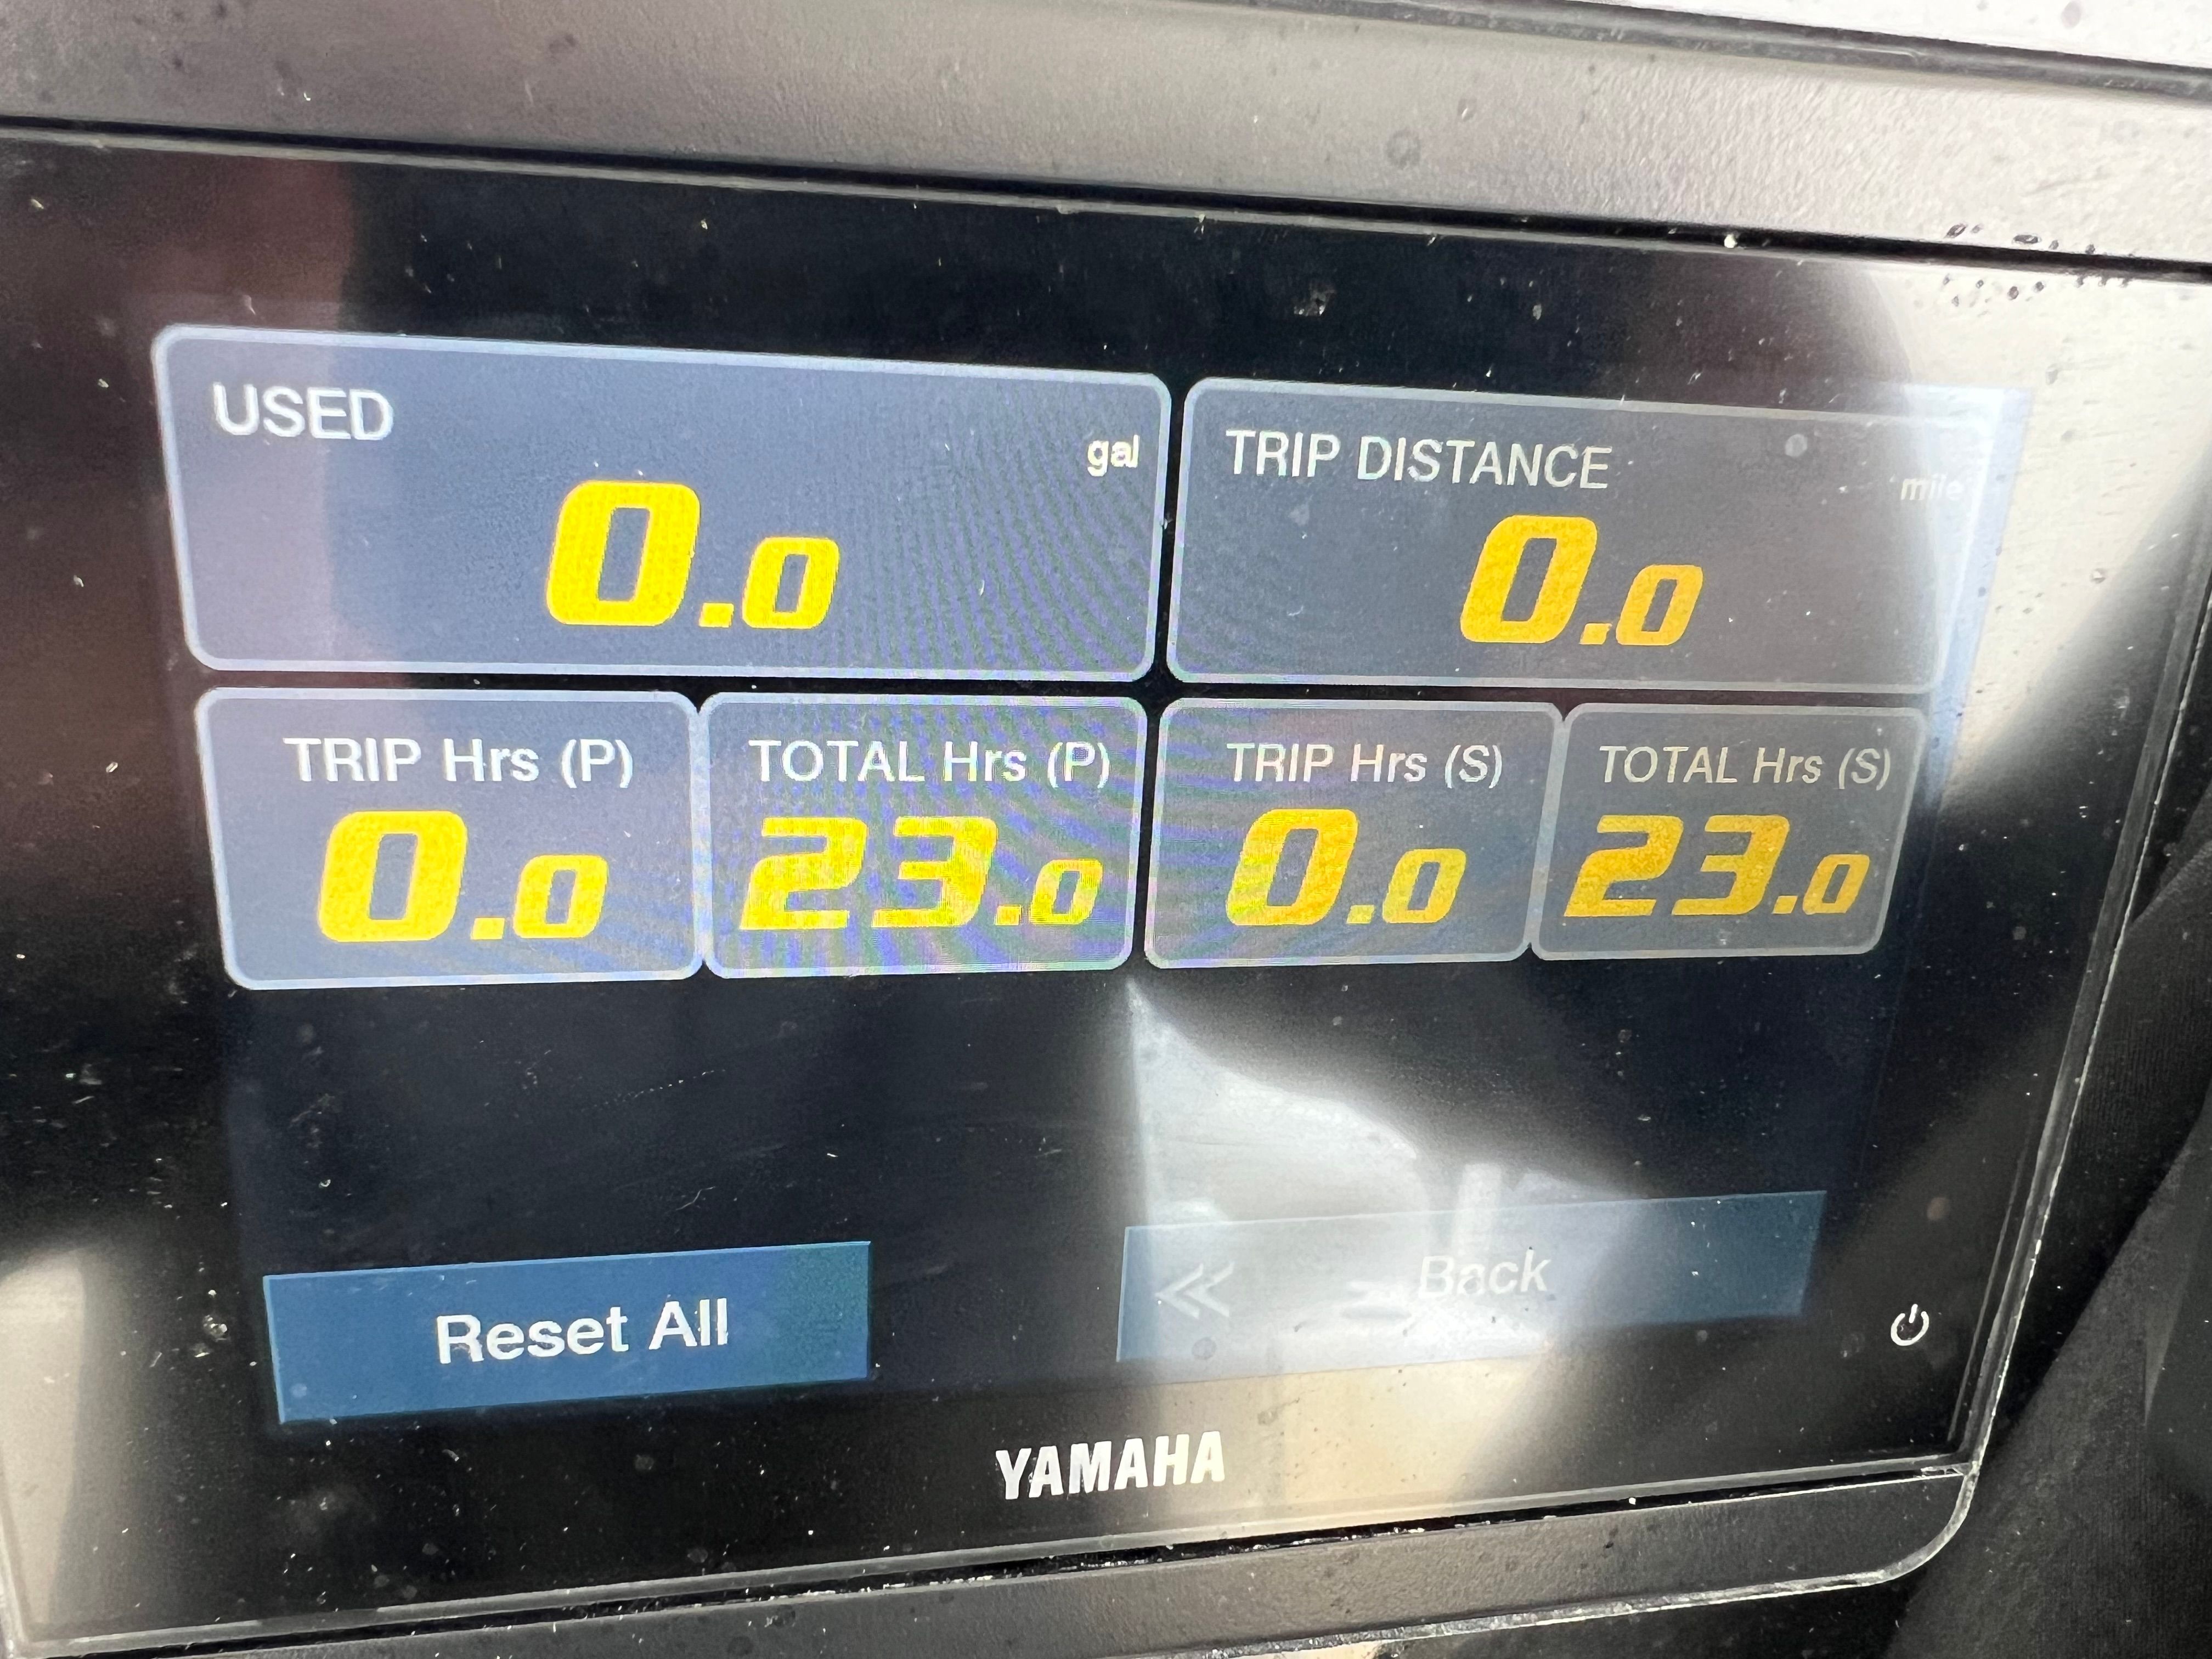 USED
gal
0.0
TRIP DISTANCE
mile
0.0
TRIP Hrs (P)
0.0
TOTAL Hrs (P)
23.0
TRIP Hrs (S)
0.0
TOTAL Hrs (S)
23.0
Reset All
Back
YAMAHA